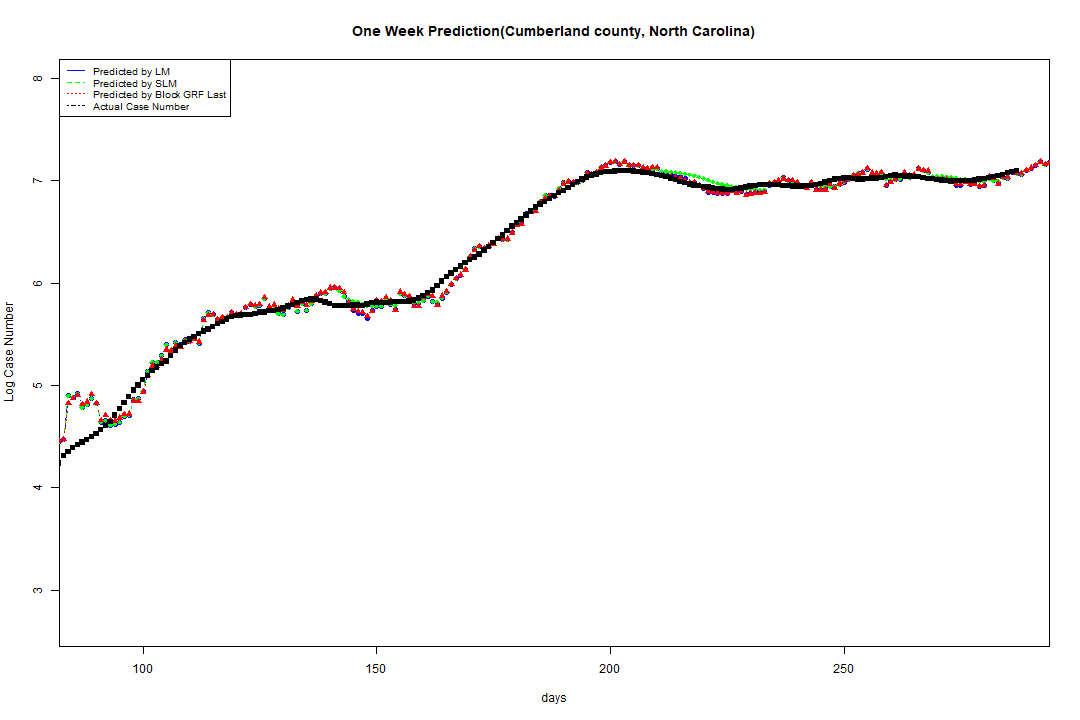 One Week Prediction(Cumberland county, North Carolina)
Predicted by LM
Predicted by SLM
Predicted by Block GRF Last
Actual Case Number
8
7
6
5
4
3
Log Case Number
100 150 200 250
days